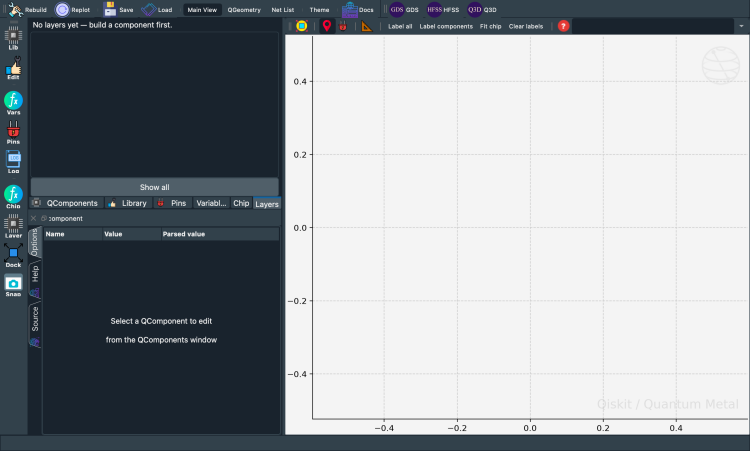 Rebuild Replot Save Load Main View QGeometry Net List Theme Docs GDS GDS HFSS HFSS Q3D Q3D
Label all Label components Fit chip Clear labels ?
Lib
Edit
Vars
Pins
Log
Chip
Layer
Dock
Snap
No layers yet — build a component first.
Show all
QComponents Library Pins Variabl... Chip Layers
component
Options
Help
Source
Name Value Parsed value
Select a QComponent to edit
from the QComponents window
0.4
0.2
0.0
−0.2
−0.4
−0.4 −0.2 0.0 0.2 0.4
Qiskit / Quantum Metal